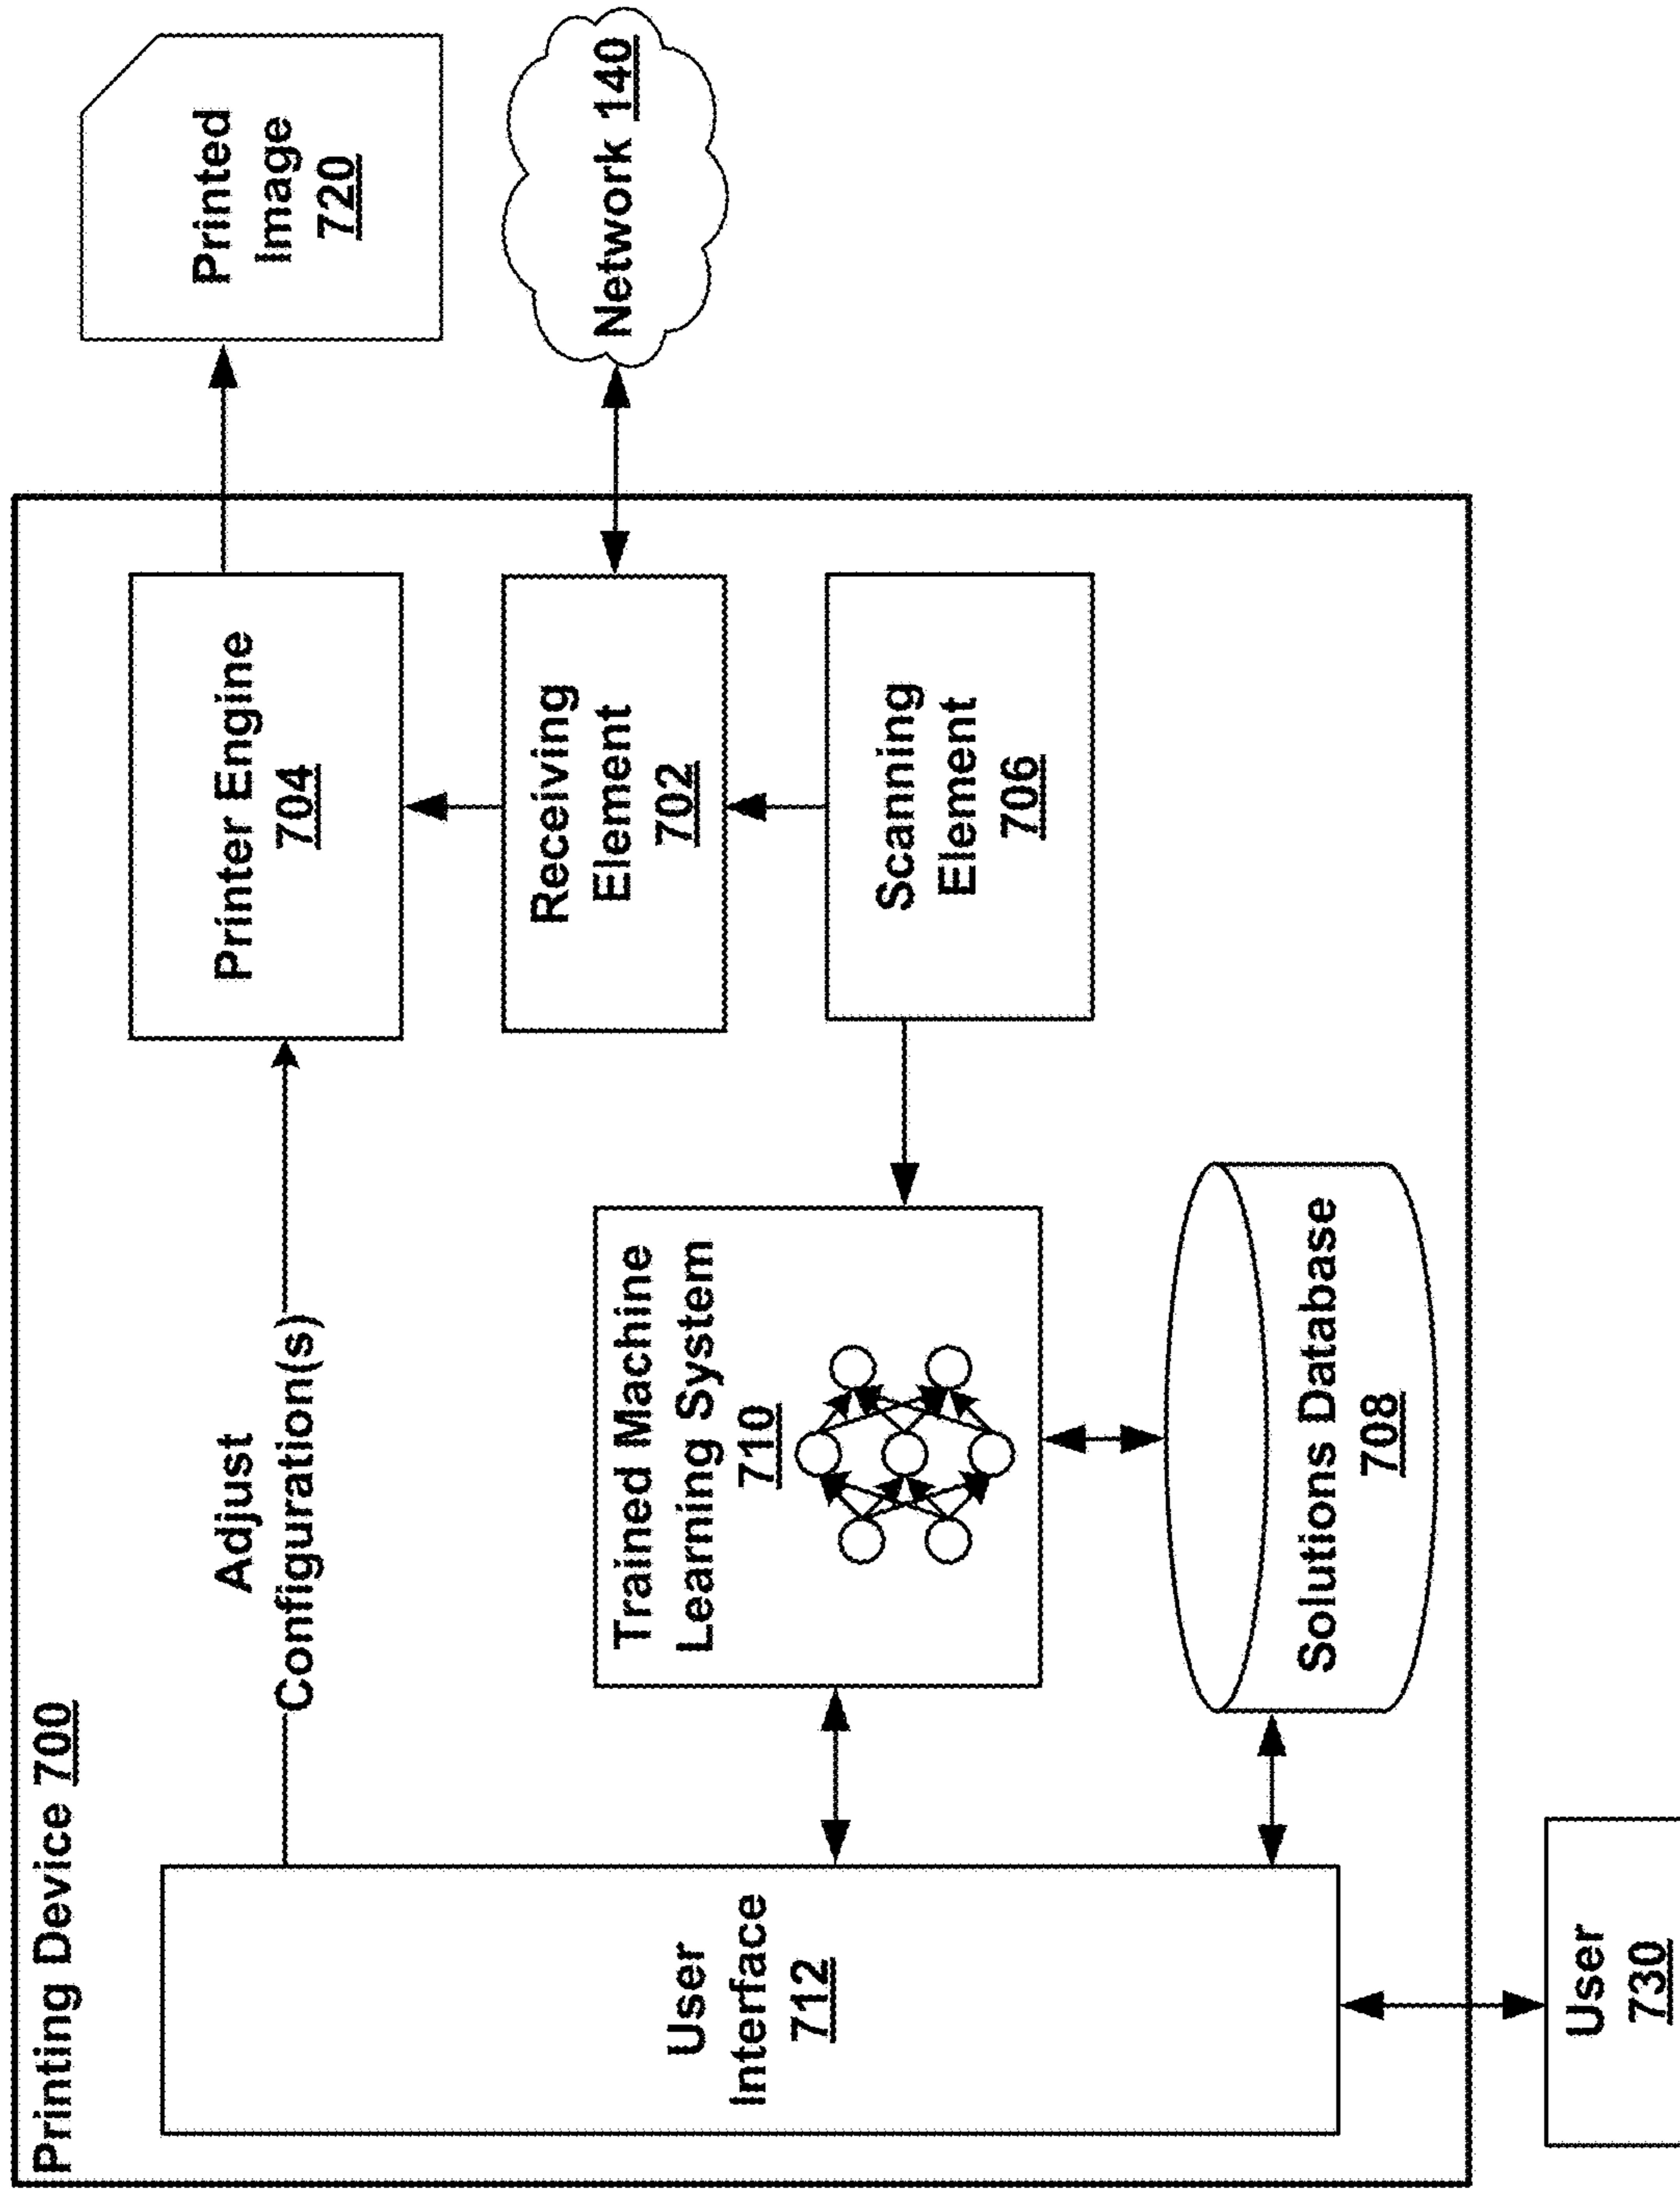 Printing Device 700
User
Interface
712
Adjust
Configuration(s)
Printer Engine
704
Printed
Image
720
Receiving
Element
702
Network 140
Trained Machine
Learning System
710
Scanning
Element
706
Solutions Database
708
User
730